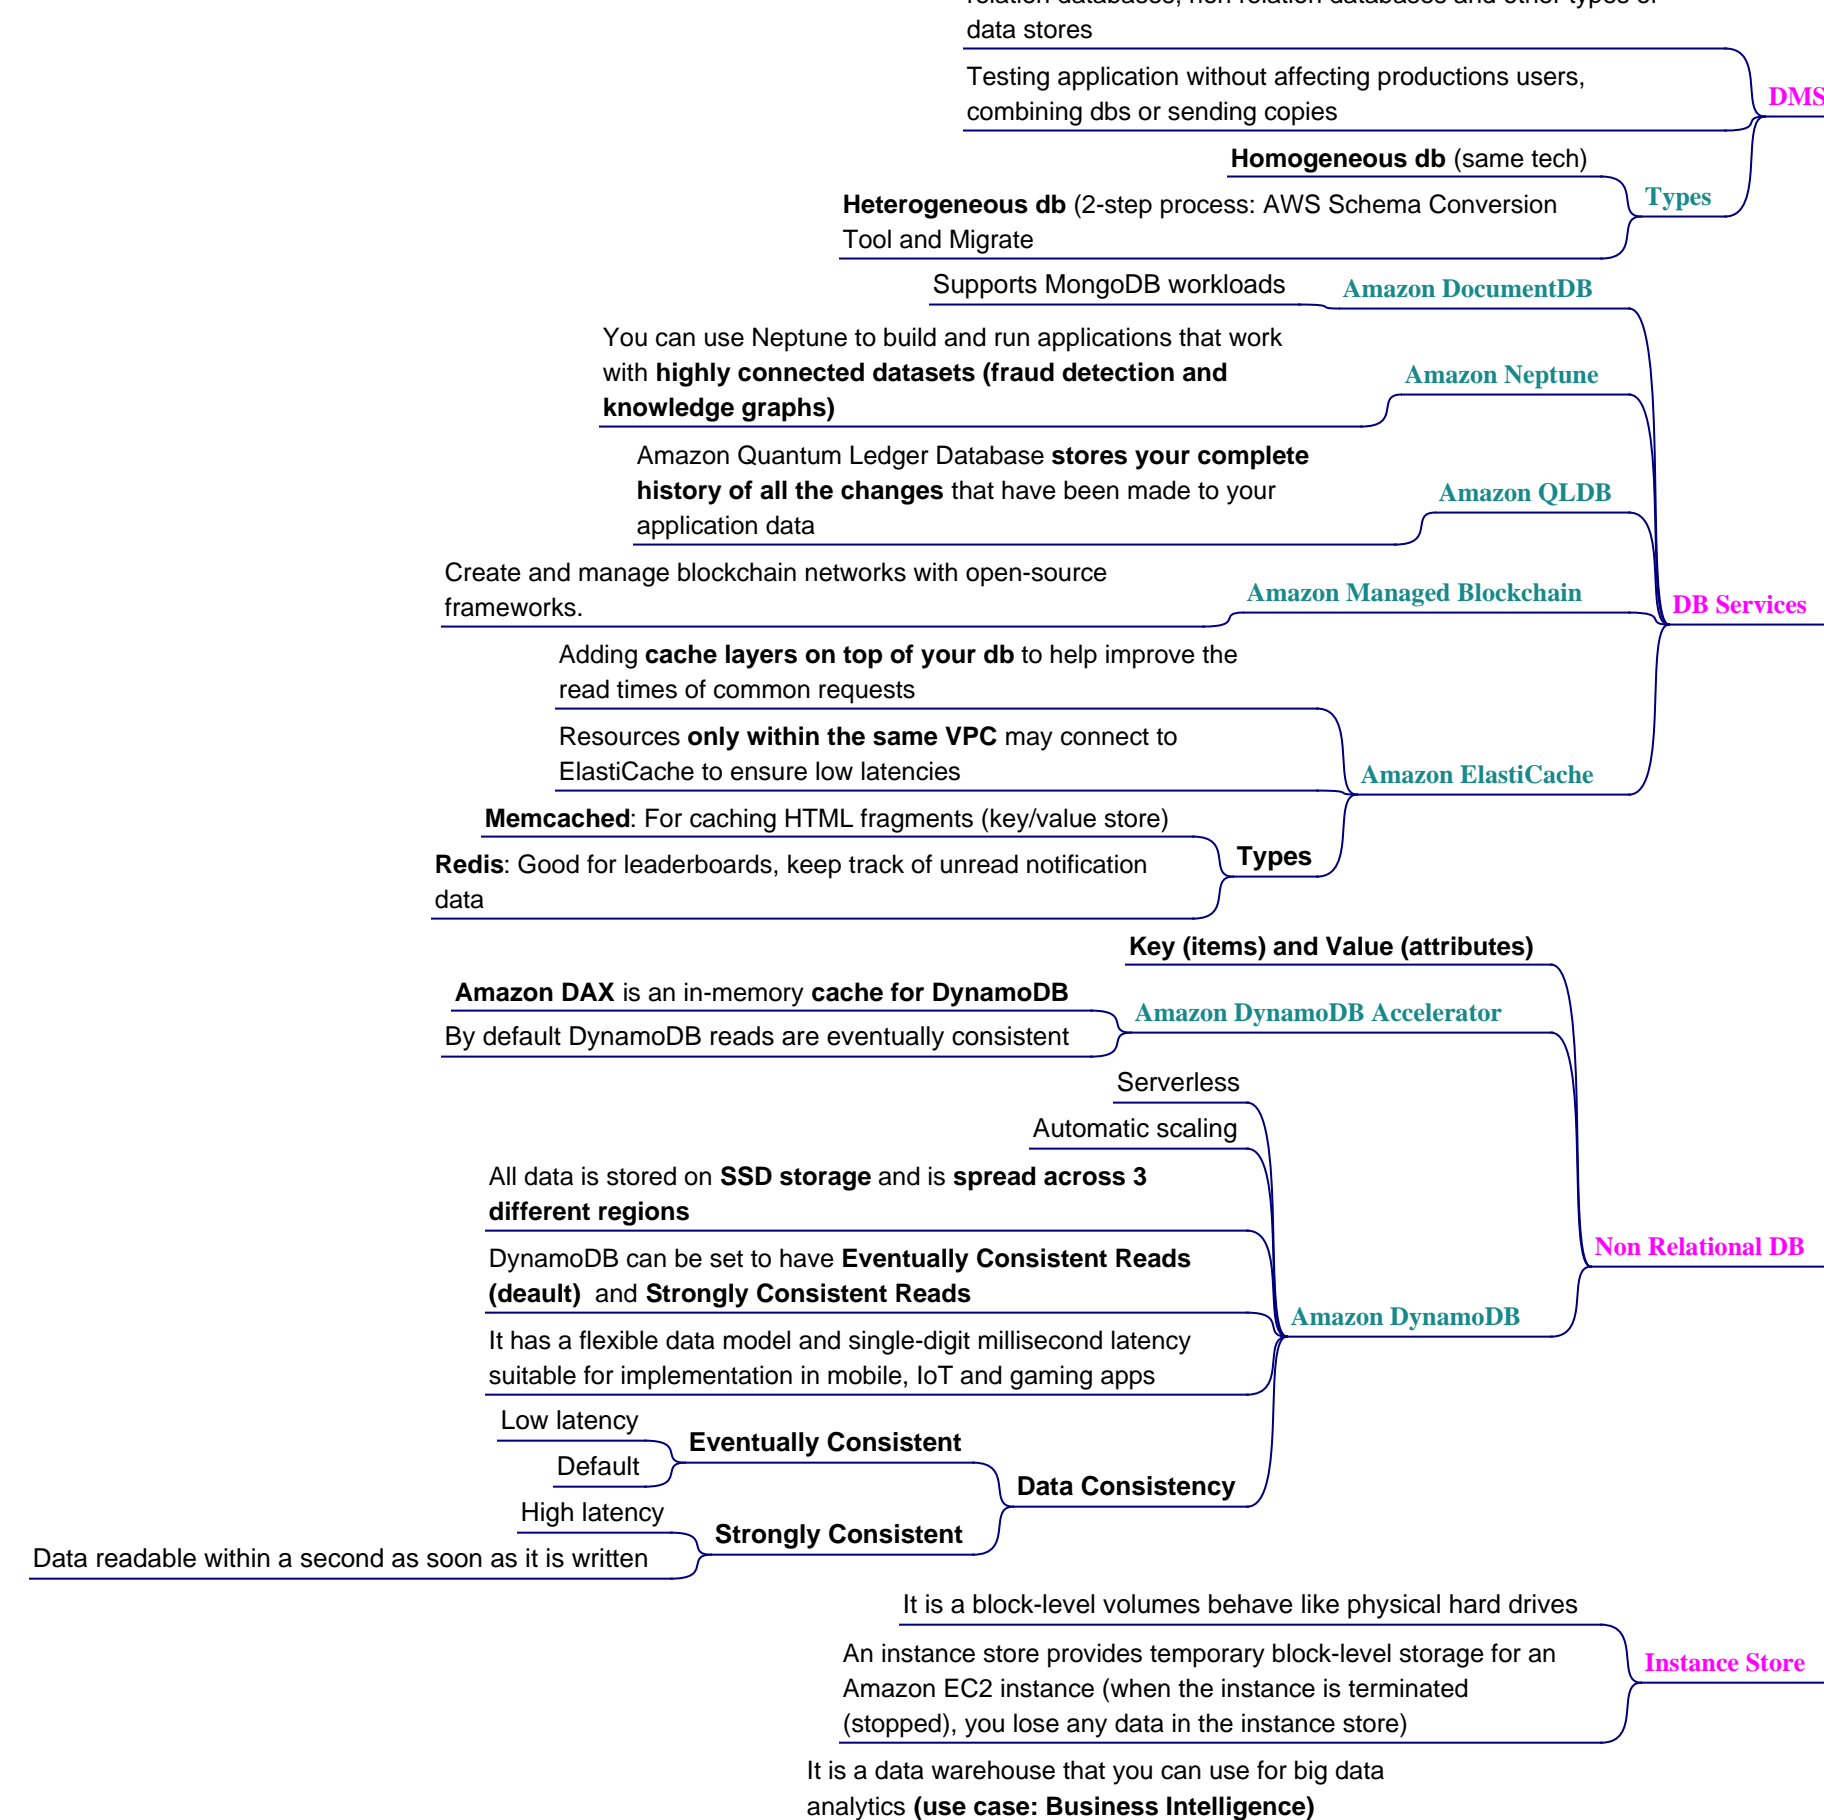 data stores
Testing application without affecting productions users,
combining dbs or sending copies
DMS
Homogeneous db (same tech)
Heterogeneous db (2-step process: AWS Schema Conversion
Tool and Migrate
Types
Supports MongoDB workloads
Amazon DocumentDB
You can use Neptune to build and run applications that work
with highly connected datasets (fraud detection and
knowledge graphs)
Amazon Neptune
Amazon Quantum Ledger Database stores your complete
history of all the changes that have been made to your
application data
Amazon QLDB
Create and manage blockchain networks with open-source
frameworks.
Amazon Managed Blockchain
DB Services
Adding cache layers on top of your db to help improve the
read times of common requests
Resources only within the same VPC may connect to
ElastiCache to ensure low latencies
Amazon ElastiCache
Memcached: For caching HTML fragments (key/value store)
Redis: Good for leaderboards, keep track of unread notification
data
Types
Key (items) and Value (attributes)
Amazon DAX is an in-memory cache for DynamoDB
By default DynamoDB reads are eventually consistent
Amazon DynamoDB Accelerator
Serverless
Automatic scaling
All data is stored on SSD storage and is spread across 3
different regions
DynamoDB can be set to have Eventually Consistent Reads
(deault) and Strongly Consistent Reads
It has a flexible data model and single-digit millisecond latency
suitable for implementation in mobile, IoT and gaming apps
Amazon DynamoDB
Non Relational DB
Low latency
Default
Eventually Consistent
High latency
Data readable within a second as soon as it is written
Strongly Consistent
Data Consistency
It is a block-level volumes behave like physical hard drives
An instance store provides temporary block-level storage for an
Amazon EC2 instance (when the instance is terminated
(stopped), you lose any data in the instance store)
Instance Store
It is a data warehouse that you can use for big data
analytics (use case: Business Intelligence)